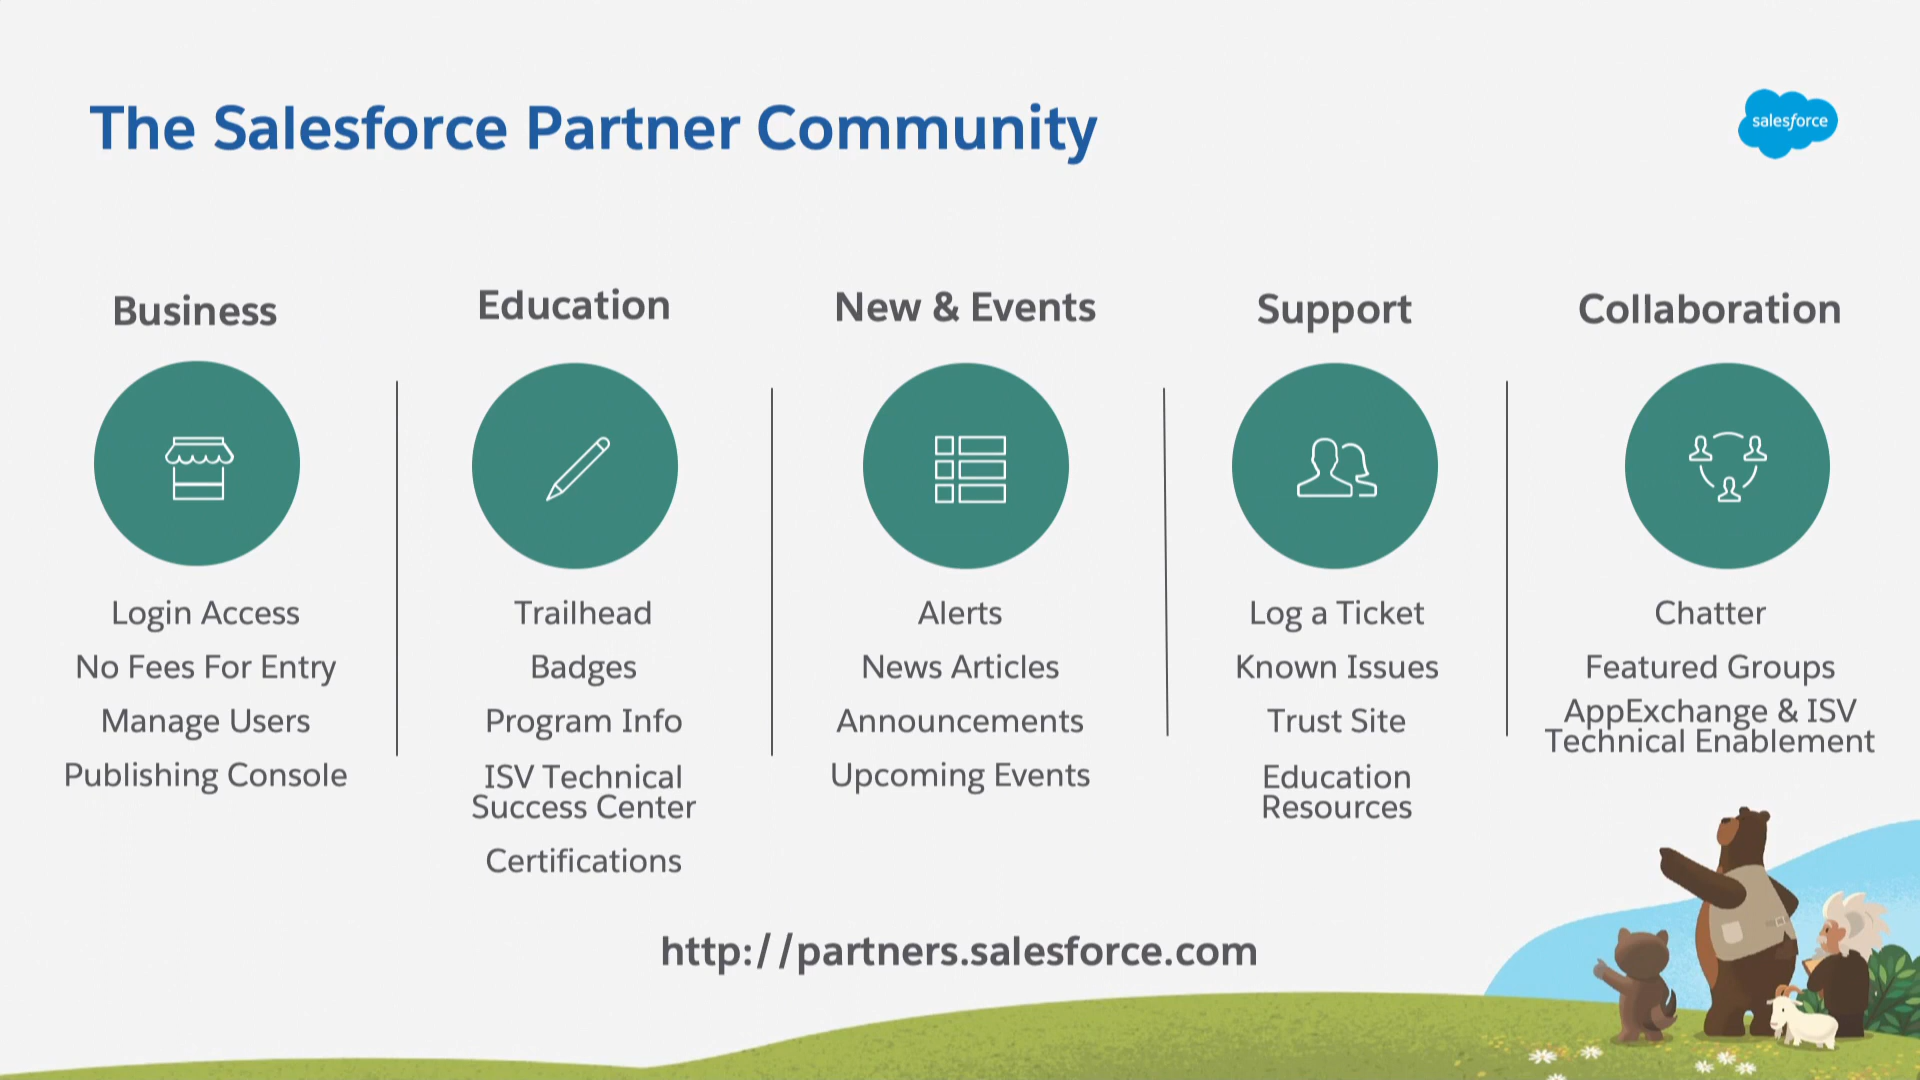 The Salesforce Partner Community
salesforce
Business
Education
New & Events
Support
Collaboration
Login Access
No Fees For Entry
Manage Users
Publishing Console
Trailhead
Badges
Program Info
ISV Technical
Success Center
Certifications
Alerts
News Articles
Announcements
Upcoming Events
Log a Ticket
Known Issues
Trust Site
Education
Resources
Chatter
Featured Groups
AppExchange & ISV
Technical Enablement
http://partners.salesforce.com